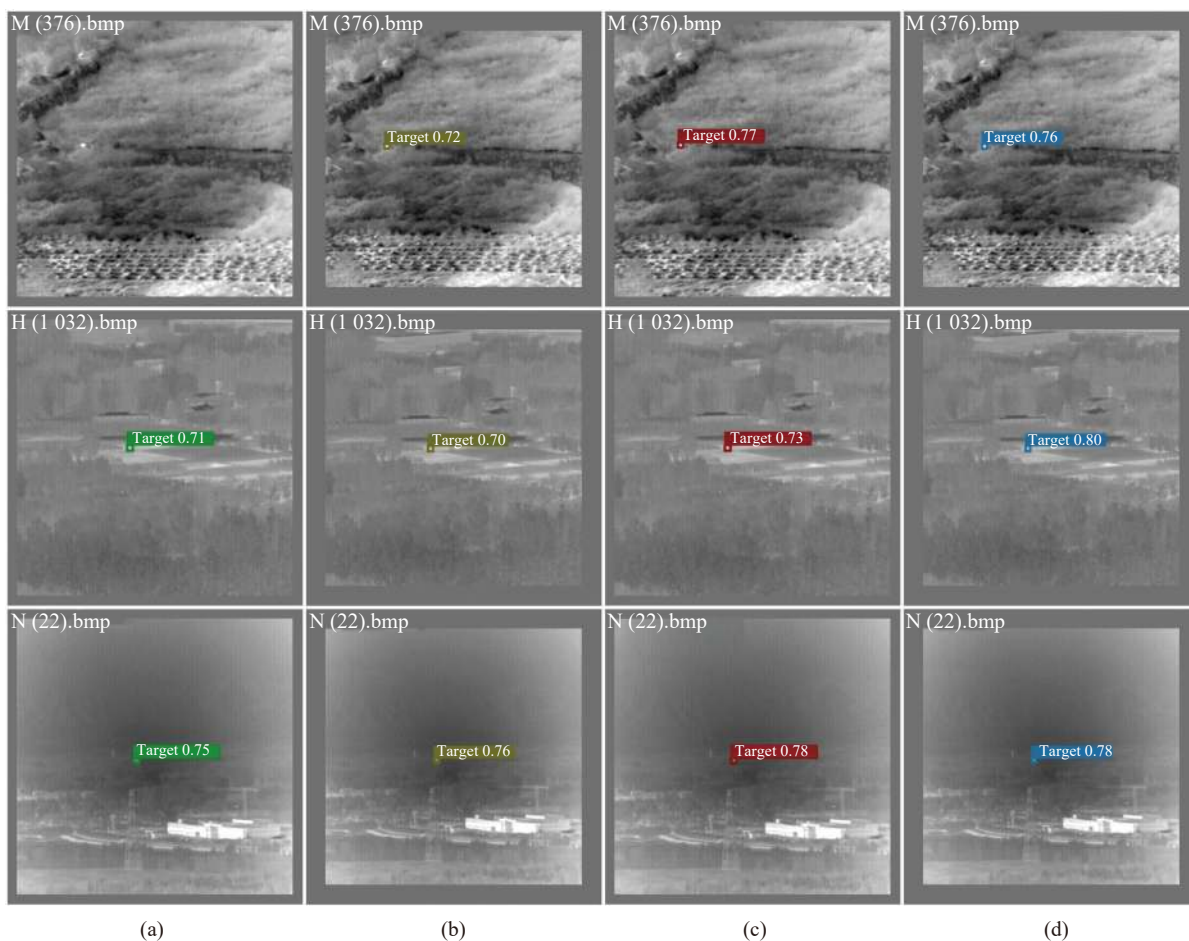 M (376).bmp
M (376).bmp
M (376).bmp
M (376).bmp
Target 0.72
Target 0.77
Target 0.76
H (1 032).bmp
H (1 032).bmp
H (1 032).bmp
H (1 032).bmp
Target 0.71
Target 0.70
Target 0.73
Target 0.80
N (22).bmp
N (22).bmp
N (22).bmp
N (22).bmp
Target 0.75
Target 0.76
Target 0.78
Target 0.78
(a)
(b)
(c)
(d)